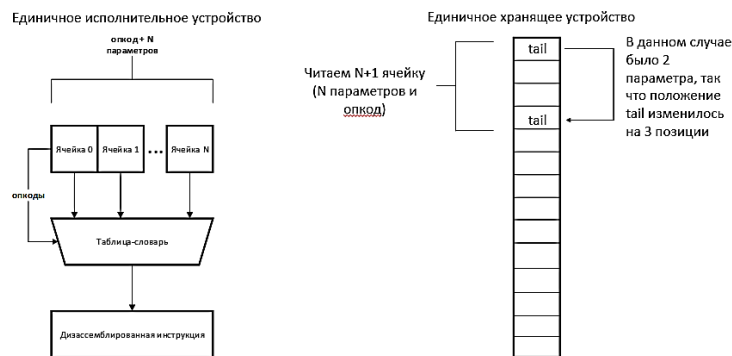 Единичное исполнительное устройство
опкод + N
параметров
Ячейка 0
Ячейка 1
...
Ячейка N
опкоды
Таблица-словарь
Дизассемблированная инструкция
Единичное хранящее устройство
Читаем N+1 ячейку
(N параметров и
опкод)
tail
tail
В данном случае
было 2
параметра, так
что положение
tail изменилось
на 3 позиции